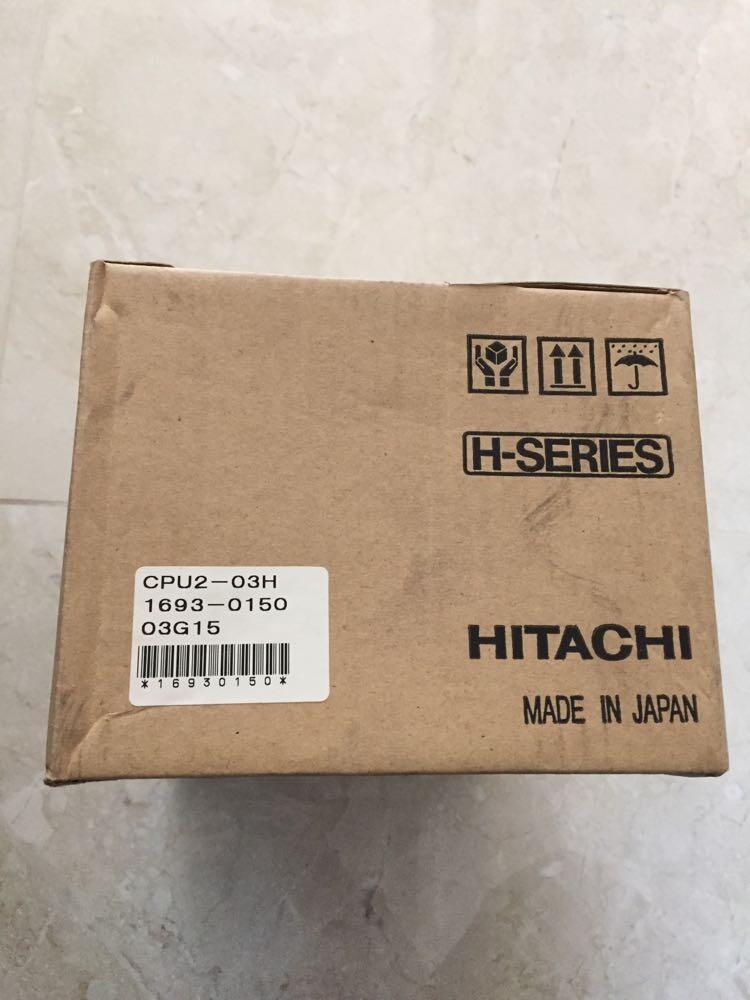 H-SERIES
CPU2-03H
1693-0150
03G15
*16930150*
HITACHI
MADE IN JAPAN